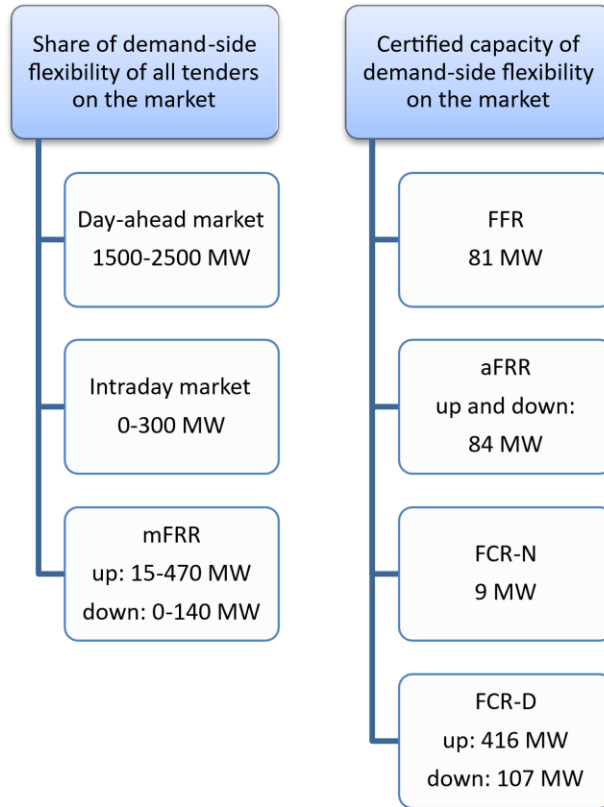 Share of demand-side
flexibility of all tenders
on the market
Day-ahead market
1500-2500 MW
Intraday market
0-300 MW
mFRR
up: 15-470 MW
down: 0-140 MW
Certified capacity of
demand-side flexibility
on the market
FFR
81 MW
aFRR
up and down:
84 MW
FCR-N
9 MW
FCR-D
up: 416 MW
down: 107 MW